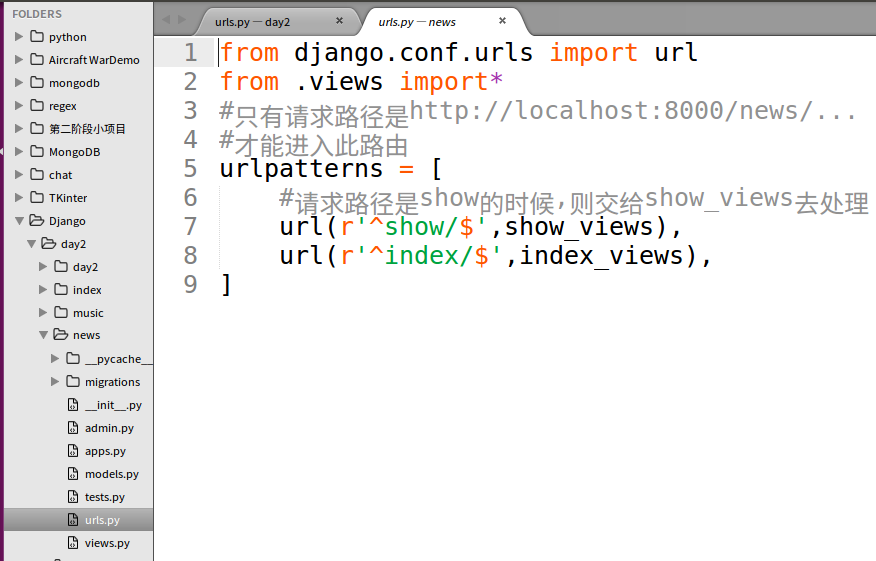 FOLDERS
python
Aircraft WarDemo
mongodb
regex
第二阶段小项目
MongoDB
chat
TKinter
Django
day2
day2
index
music
news
__pycache__
migrations
__init__.py
admin.py
apps.py
models.py
tests.py
urls.py
views.py
urls.py — day2 ×
urls.py — news ×
1 from django.conf.urls import url
2 from .views import*
3 #只有请求路径是http://localhost:8000/news/...
4 #才能进入此路由
5 urlpatterns = [
6     #请求路径是show的时候,则交给show_views去处理
7     url(r'^show/$',show_views),
8     url(r'^index/$',index_views),
9 ]